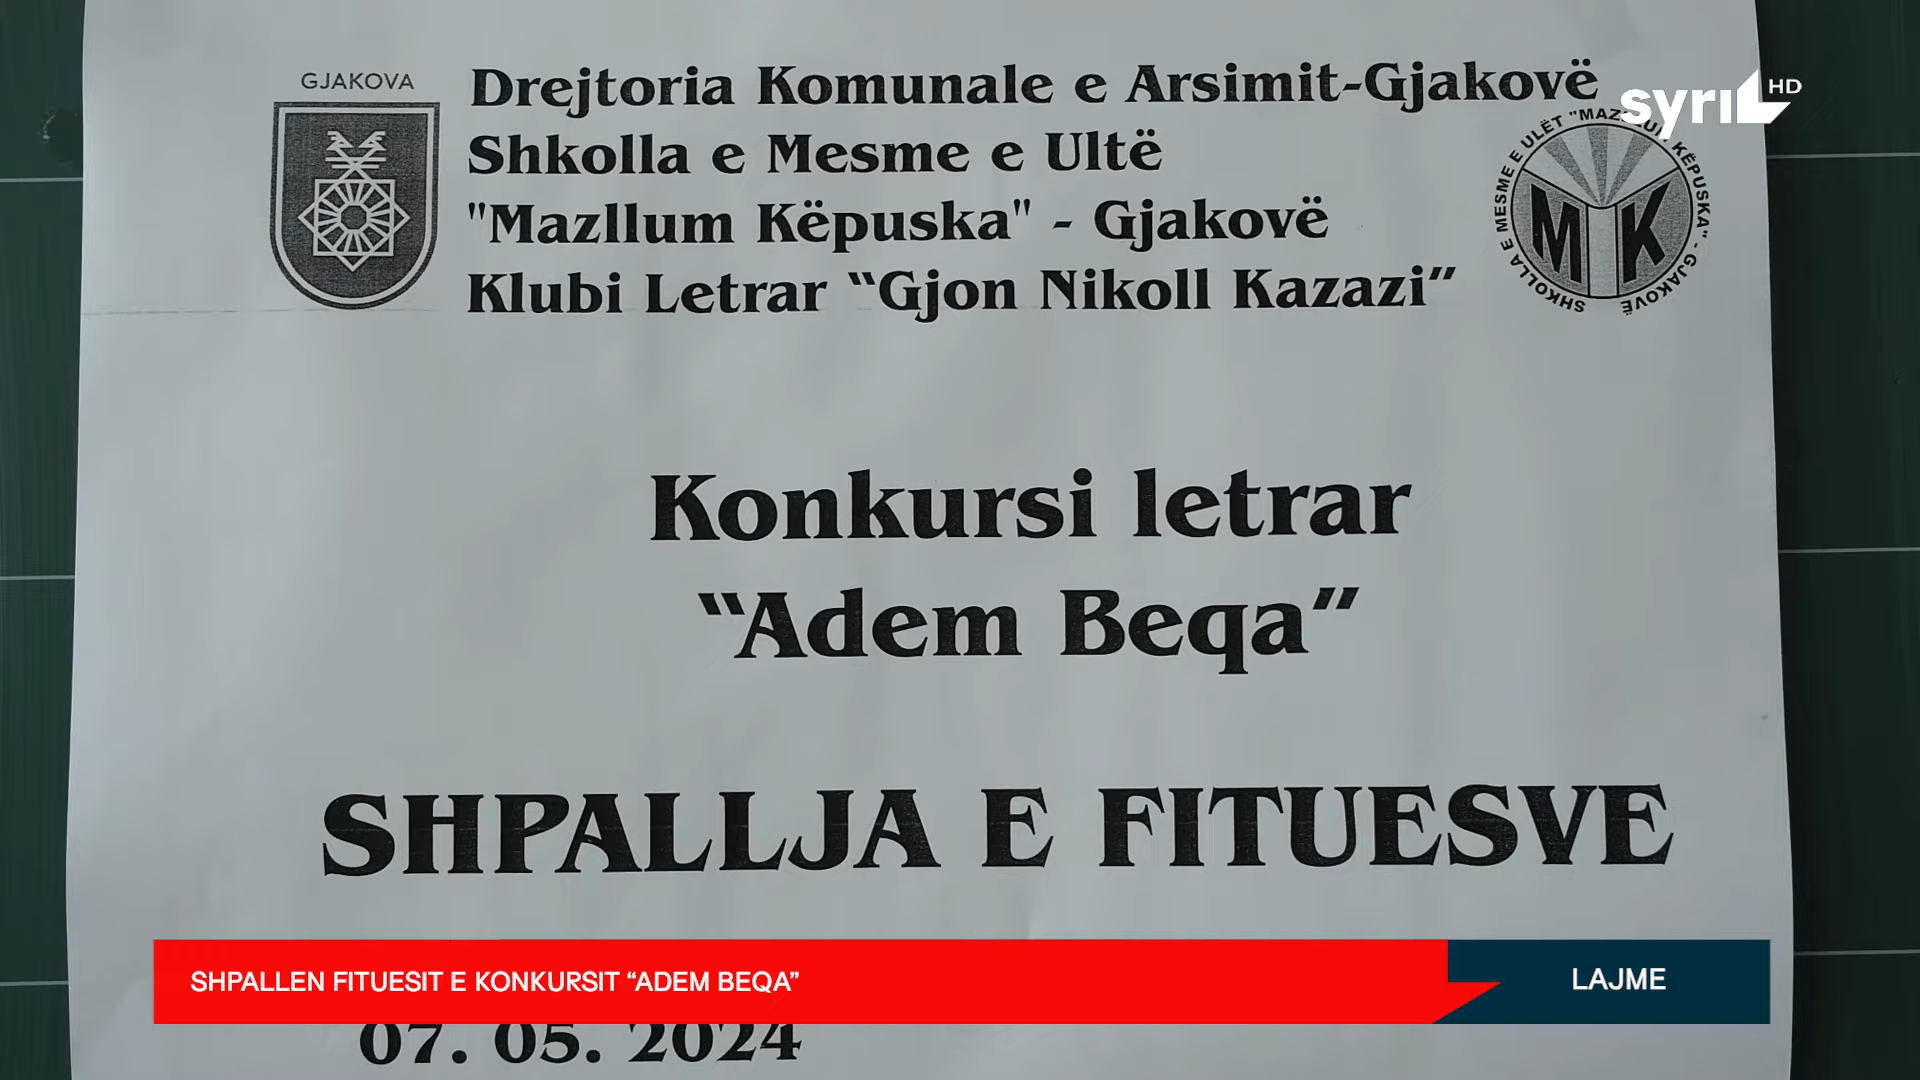 GJAKOVA
Drejtoria Komunale e Arsimit-Gjakovë
Shkolla e Mesme e Ultë
"Mazllum Këpuska" - Gjakovë
Klubi Letrar “Gjon Nikoll Kazazi”
syri HD
SHKOLLA E MESME E ULËT "MAZLLUM KËPUSKA" - GJAKOVË
MK
Konkursi letrar
“Adem Beqa”
SHPALLJA E FITUESVE
SHPALLEN FITUESIT E KONKURSIT “ADEM BEQA”
LAJME
07. 05. 2024